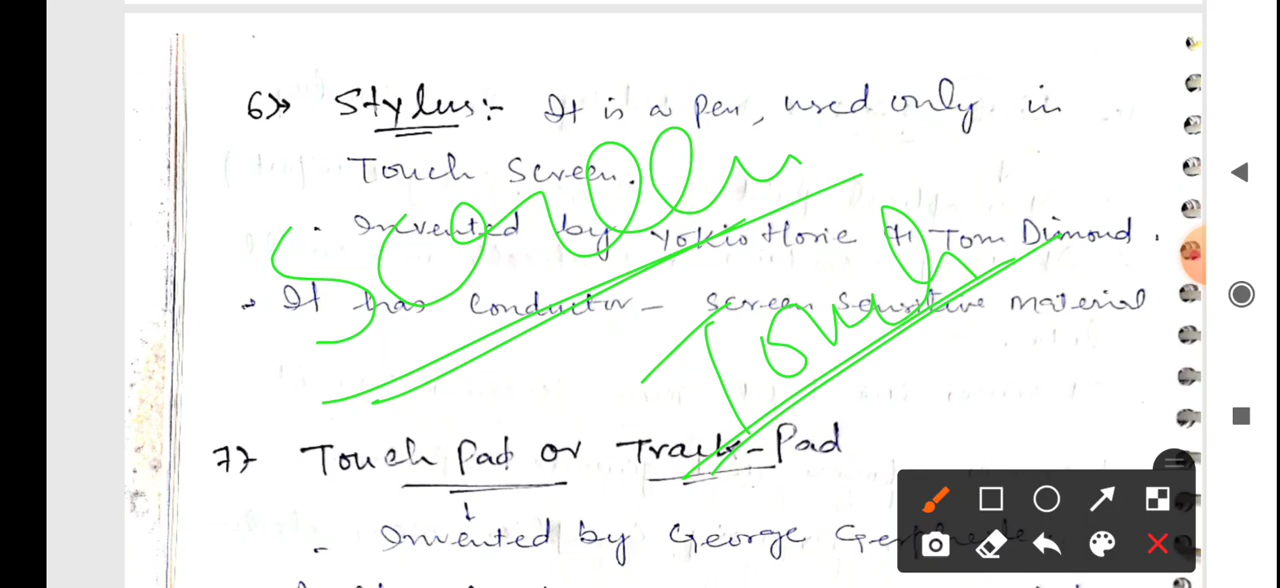 6) Stylus:- It is a Pen, used only in
Touch Screen.
. Invented by Yokio Horie & Tom Dimond.
. It has Conductor - Screen Sensitive material
Screen
Touch
7) Touch Pad or Track-Pad
- Invented by George